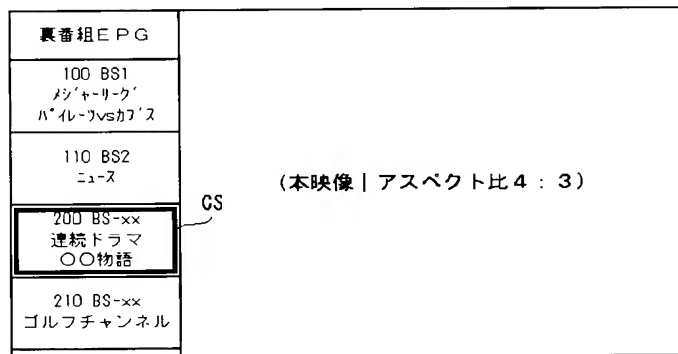 裏番組EPG
100 BS1
メジャーリーグ
パイレーツvsカブス
110 BS2
ニュース
(本映像|アスペクト比4:3)
CS
200 BS-××
連続ドラマ
○○物語
210 BS-××
ゴルフチャンネル